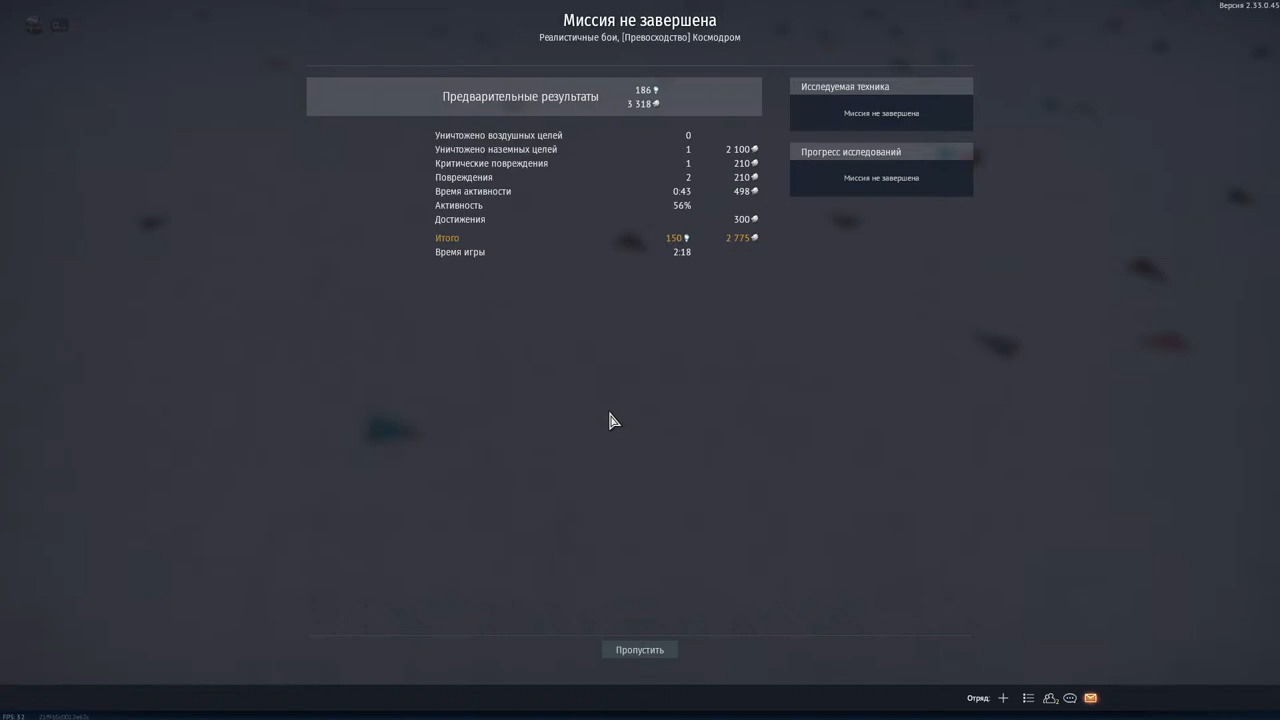 Версия 2.33.0.45
Миссия не завершена
Реалистичные бои, [Превосходство] Космодром
Предварительные результаты 186
3 318
Уничтожено воздушных целей 0
Уничтожено наземных целей 1 2 100
Критические повреждения 1 210
Повреждения 2 210
Время активности 0:43 498
Активность 56%
Достижения 300
Итого 150 2 775
Время игры 2:18
Исследуемая техника
Миссия не завершена
Прогресс исследований
Миссия не завершена
Пропустить
Отряд:
2
FPS: 32